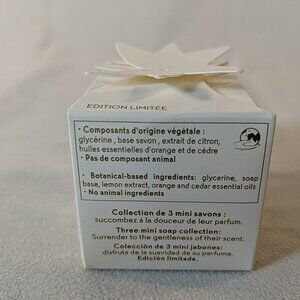 EDITION LIMITÉE
• Composants d'origine végétale :
glycérine, base savon, extrait de citron,
huiles essentielles d'orange et de cèdre
• Pas de composant animal
• Botanical-based ingredients: glycerine, soap
base, lemon extract, orange and cedar essential oils
• No animal ingredients
Collection de 3 mini savons :
succombez à la douceur de leur parfum.
Three mini soap collection:
Surrender to the gentleness of their scent.
Colección de 3 mini jabones:
disfrute de la suavidad de su perfume.
Edición limitada.